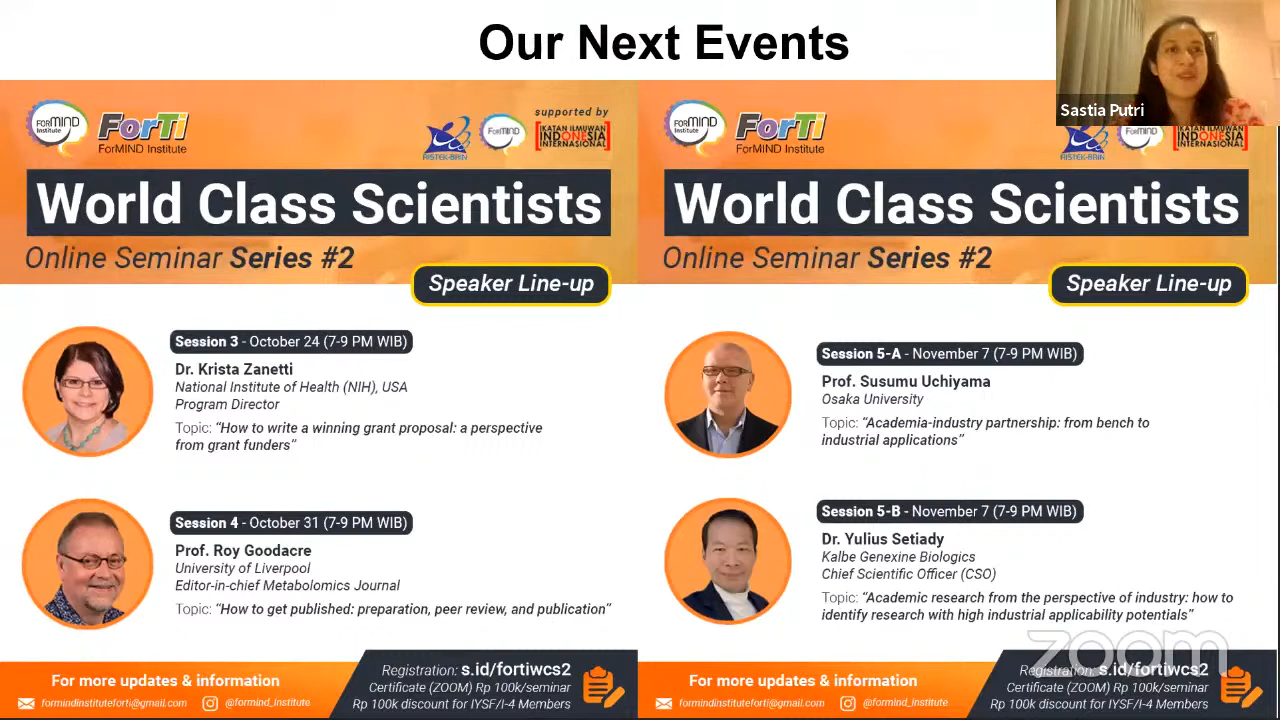 Our Next Events
Sastia Putri
ForMIND
Institute
ForTi
ForMIND Institute
supported by
RISTEK-BRIN
ForMIND
IKATAN ILMUWAN
INDONESIA
INTERNASIONAL
World Class Scientists
Online Seminar Series #2
Speaker Line-up
Session 3 - October 24 (7-9 PM WIB)
Dr. Krista Zanetti
National Institute of Health (NIH), USA
Program Director
Topic: “How to write a winning grant proposal: a perspective
from grant funders”
Session 4 - October 31 (7-9 PM WIB)
Prof. Roy Goodacre
University of Liverpool
Editor-in-chief Metabolomics Journal
Topic: “How to get published: preparation, peer review, and publication”
For more updates & information
formindinstituteforti@gmail.com
@formind_institute
Registration: s.id/fortiwcs2
Certificate (ZOOM) Rp 100k/seminar
Rp 100k discount for IYSF/I-4 Members
ForMIND
Institute
ForTi
ForMIND Institute
RISTEK-BRIN
ForMIND
IKATAN ILMUWAN
INDONESIA
INTERNASIONAL
World Class Scientists
Online Seminar Series #2
Speaker Line-up
Session 5-A - November 7 (7-9 PM WIB)
Prof. Susumu Uchiyama
Osaka University
Topic: “Academia-industry partnership: from bench to
industrial applications”
Session 5-B - November 7 (7-9 PM WIB)
Dr. Yulius Setiady
Kalbe Genexine Biologics
Chief Scientific Officer (CSO)
Topic: “Academic research from the perspective of industry: how to
identify research with high industrial applicability potentials”
zoom
For more updates & information
formindinstituteforti@gmail.com
@formind_institute
Registration: s.id/fortiwcs2
Certificate (ZOOM) Rp 100k/seminar
Rp 100k discount for IYSF/I-4 Members